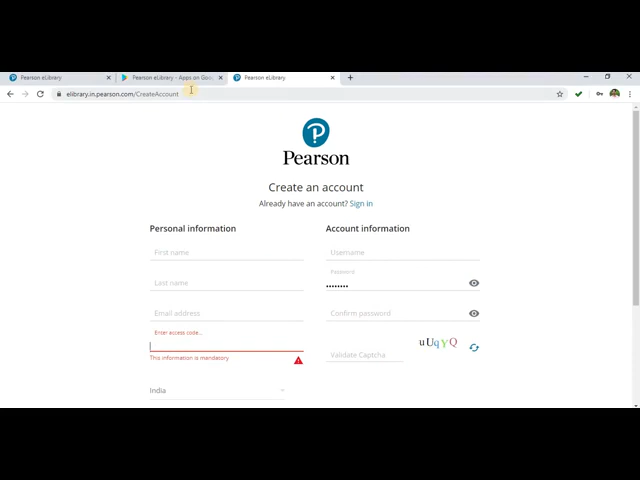 Pearson eLibrary
Pearson eLibrary - Apps on Goo
Pearson eLibrary
elibrary.in.pearson.com/CreateAccount
P
Pearson
Create an account
Already have an account? Sign in
Personal information
Account information
First name
Username
Last name
Password
••••••••
Email address
Confirm password
Enter access code...
This information is mandatory
Validate Captcha
uUqYQ
India